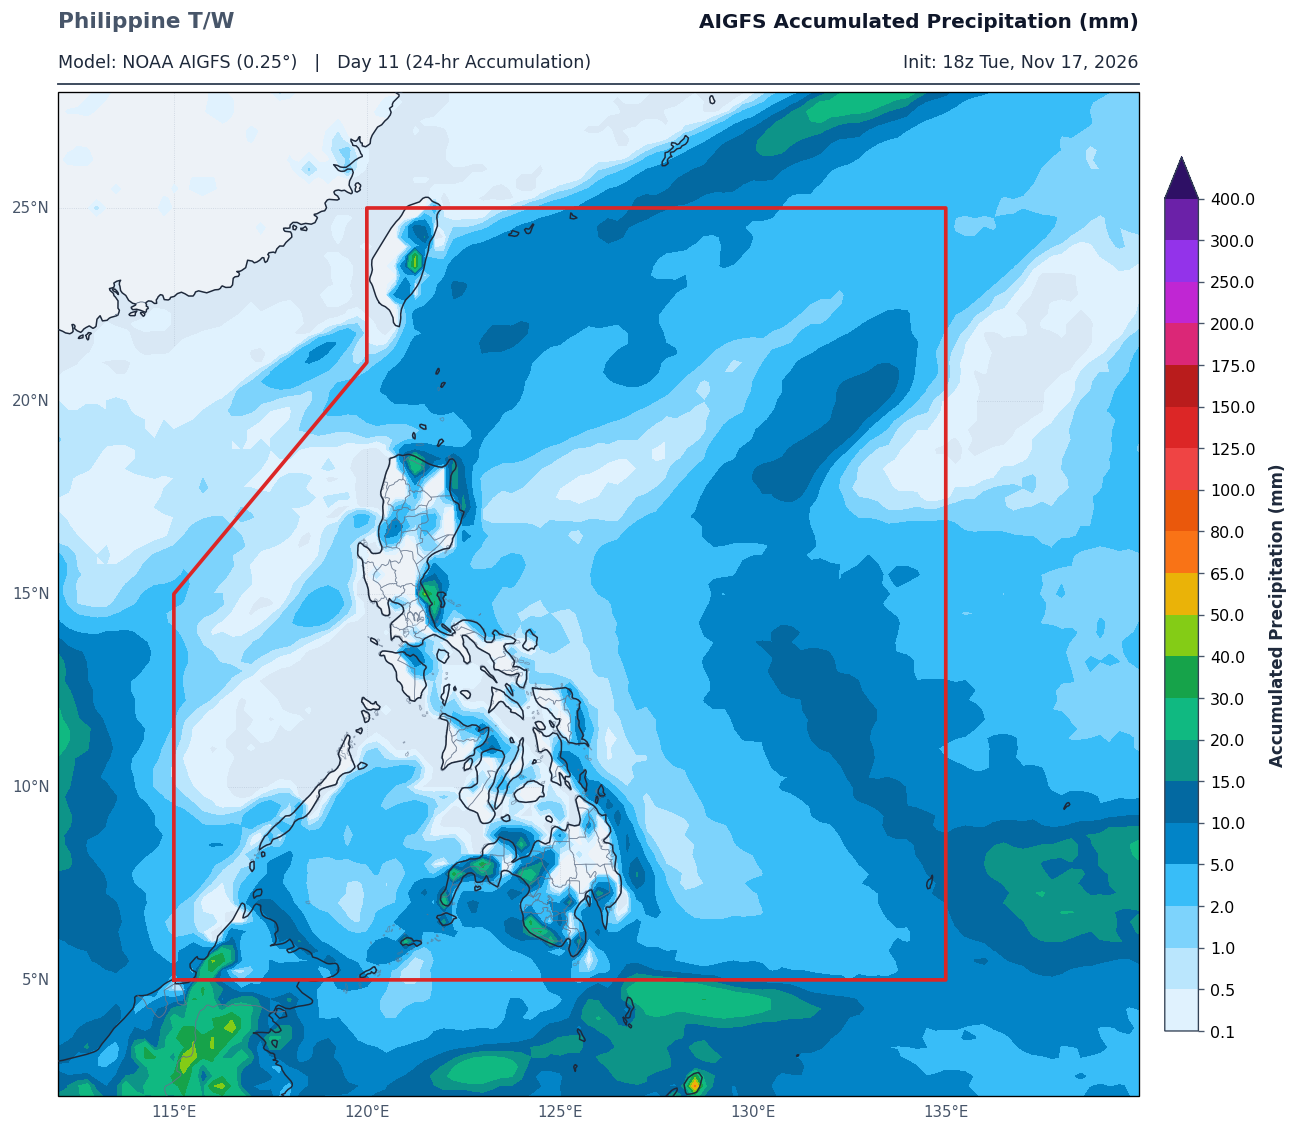 Philippine T/W
AIGFS Accumulated Precipitation (mm)
Model: NOAA AIGFS (0.25°)   |   Day 11 (24-hr Accumulation)
Init: 18z Tue, Nov 17, 2026
25°N
20°N
15°N
10°N
5°N
115°E
120°E
125°E
130°E
135°E
400.0
300.0
250.0
200.0
175.0
150.0
125.0
100.0
80.0
65.0
50.0
40.0
30.0
20.0
15.0
10.0
5.0
2.0
1.0
0.5
0.1
Accumulated Precipitation (mm)